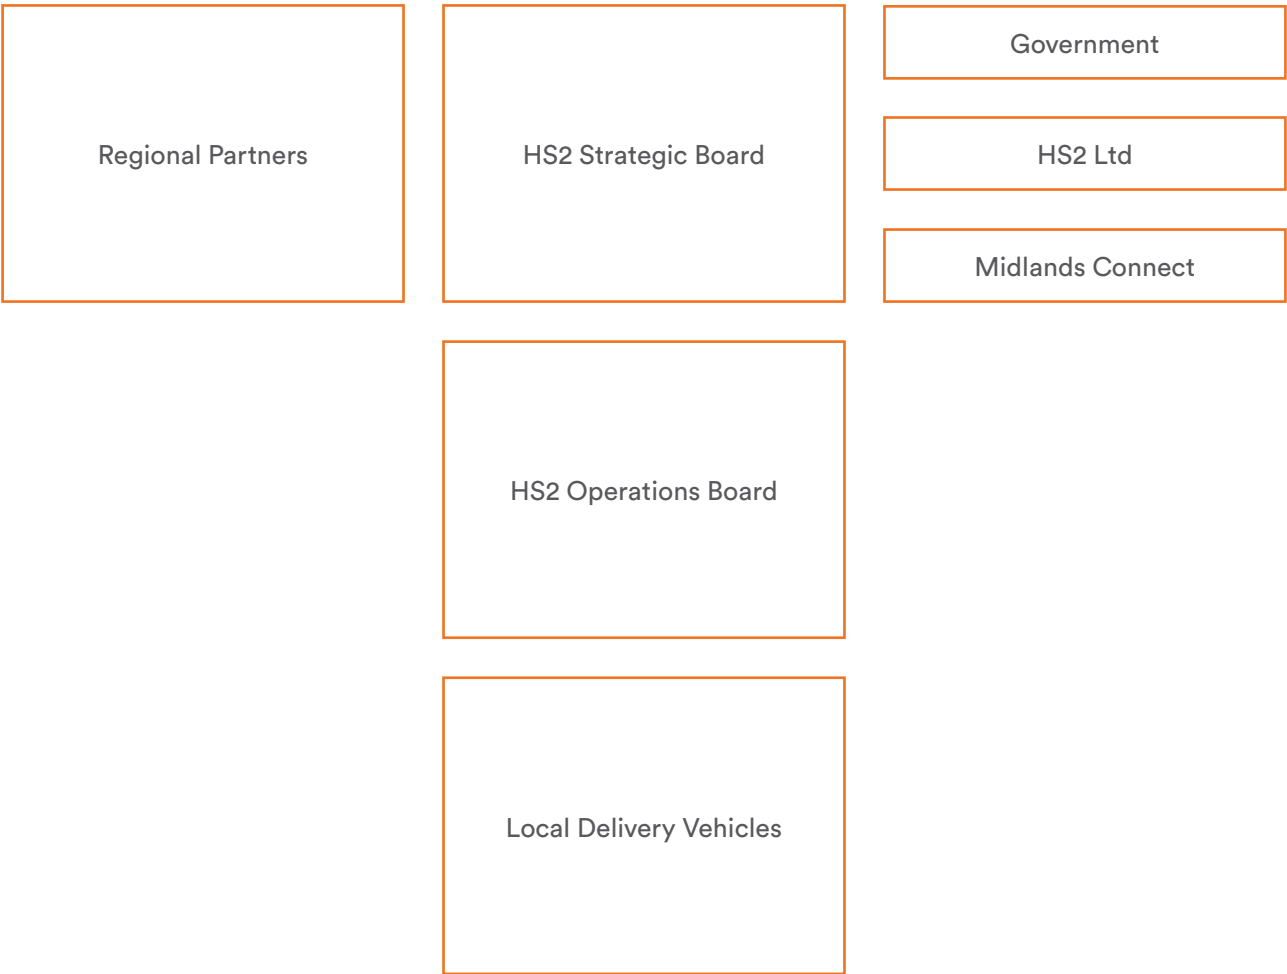 Regional Partners
HS2 Strategic Board
Government
HS2 Ltd
Midlands Connect
HS2 Operations Board
Local Delivery Vehicles